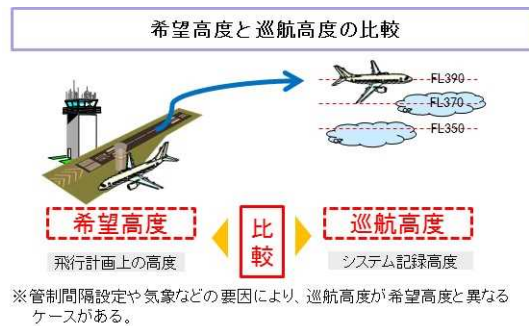 希望高度と巡航高度の比較
FL390
FL370
FL350
希望高度
比較
巡航高度
飛行計画上の高度
システム記録高度
※管制間隔設定や気象などの要因により、巡航高度が希望高度と異なる
ケースがある。